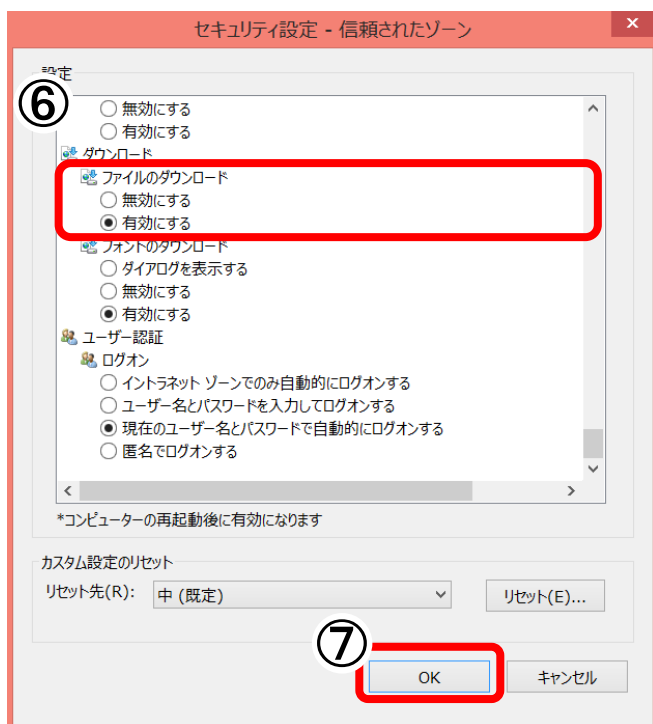 セキュリティ設定 - 信頼されたゾーン
×
設定
⑥
無効にする
有効にする
ダウンロード
ファイルのダウンロード
無効にする
有効にする
フォントのダウンロード
ダイアログを表示する
無効にする
有効にする
ユーザー認証
ログオン
イントラネット ゾーンでのみ自動的にログオンする
ユーザー名とパスワードを入力してログオンする
現在のユーザー名とパスワードで自動的にログオンする
匿名でログオンする
*コンピューターの再起動後に有効になります
カスタム設定のリセット
リセット先(R): 中 (既定) リセット(E)...
⑦
OK キャンセル